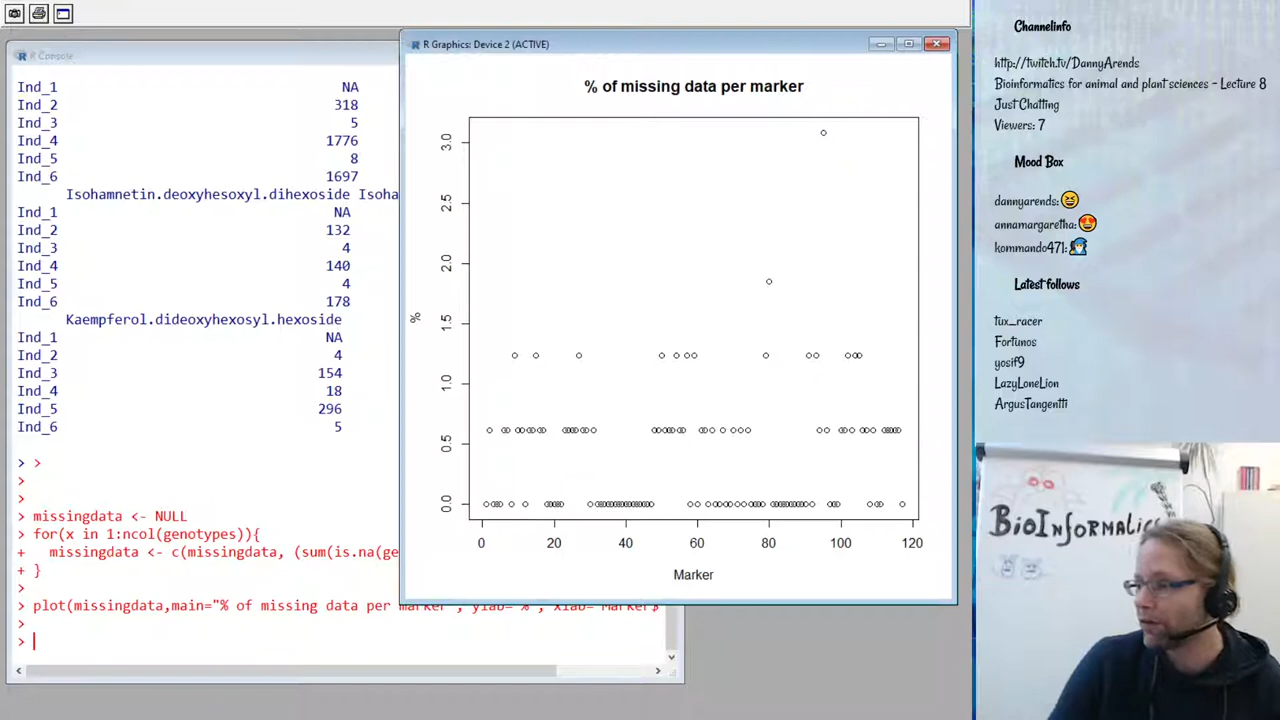 R Console
Ind_1 NA
Ind_2 318
Ind_3 5
Ind_4 1776
Ind_5 8
Ind_6 1697
Isohamnetin.deoxyhesoxyl.dihexoside Isoha
Ind_1 NA
Ind_2 132
Ind_3 4
Ind_4 140
Ind_5 4
Ind_6 178
Kaempferol.dideoxyhexosyl.hexoside
Ind_1 NA
Ind_2 4
Ind_3 154
Ind_4 18
Ind_5 296
Ind_6 5
> >
>
>
> missingdata <- NULL
> for(x in 1:ncol(genotypes)){
+ missingdata <- c(missingdata, (sum(is.na(ge
+ }
>
> plot(missingdata,main="% of missing data per marker", ylab="%", xlab="Marker$
>
>
R Graphics: Device 2 (ACTIVE)
% of missing data per marker
3.0
2.5
2.0
1.5
1.0
0.5
0.0
%
0 20 40 60 80 100 120
Marker
Channelinfo
http://twitch.tv/DannyArends
Bioinformatics for animal and plant sciences - Lecture 8
Just Chatting
Viewers: 7
Mood Box
dannyarends:
annamargaretha:
kommando471:
Latest follows
tux_racer
Fortunos
yosif9
LazyLoneLion
ArgusTangentti
BioInformatics